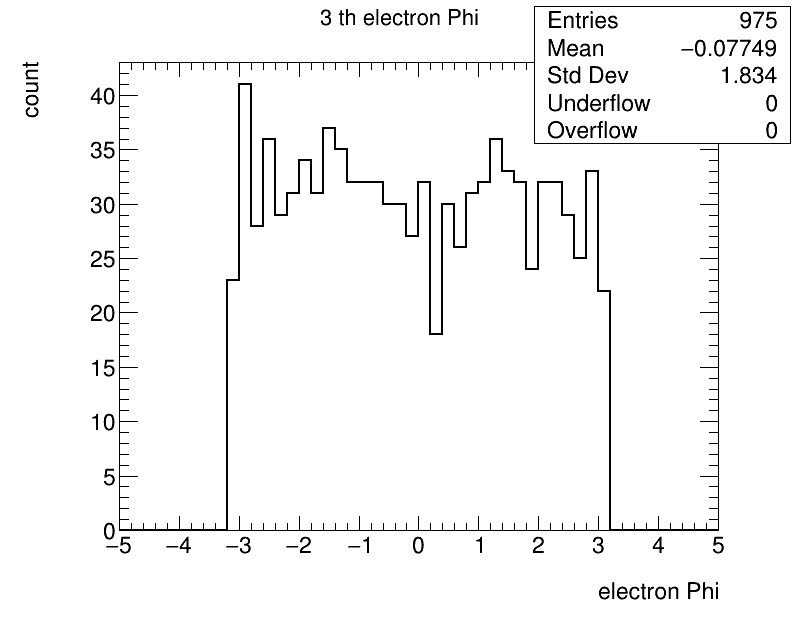 3 th electron Phi
Entries 975
Mean −0.07749
Std Dev 1.834
Underflow 0
Overflow 0
count
40
35
30
25
20
15
10
5
0
−5 −4 −3 −2 −1 0 1 2 3 4 5
electron Phi